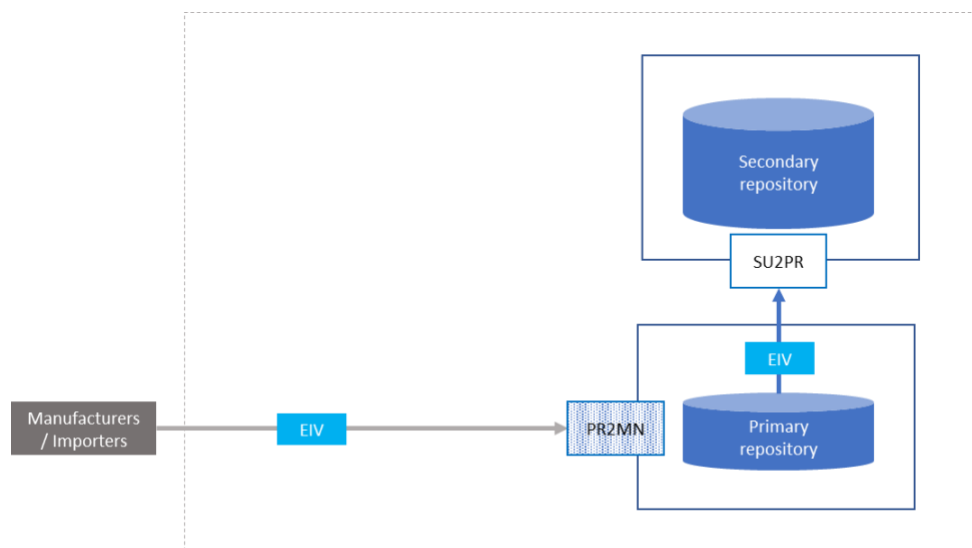 Secondary
repository
SU2PR
EIV
Manufacturers
/ Importers
EIV
PR2MN
Primary
repository